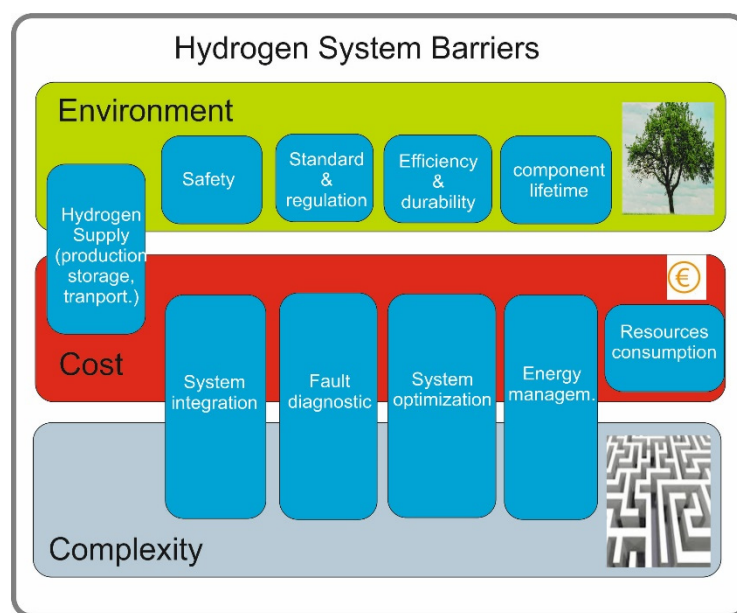 Hydrogen System Barriers
Environment
Safety
Standard
&
regulation
Efficiency
&
durability
component
lifetime
Hydrogen
Supply
(production
storage,
tranport.)
€
Cost
System
integration
Fault
diagnostic
System
optimization
Energy
managem.
Resources
consumption
Complexity